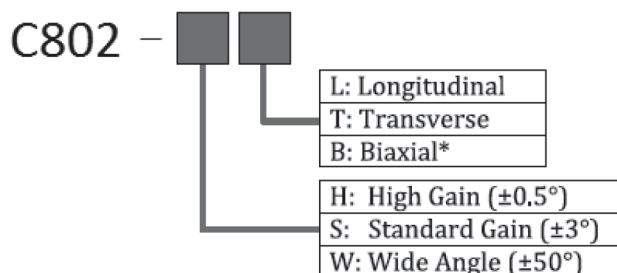 C802 –
L: Longitudinal
T: Transverse
B: Biaxial*
H: High Gain (±0.5°)
S: Standard Gain (±3°)
W: Wide Angle (±50°)